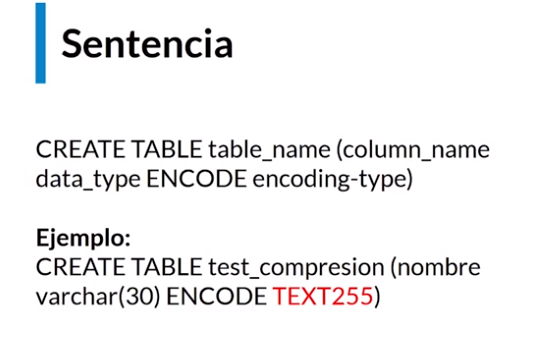 Sentencia
CREATE TABLE table_name (column_name
data_type ENCODE encoding-type)
Ejemplo:
CREATE TABLE test_compresion (nombre
varchar(30) ENCODE TEXT255)